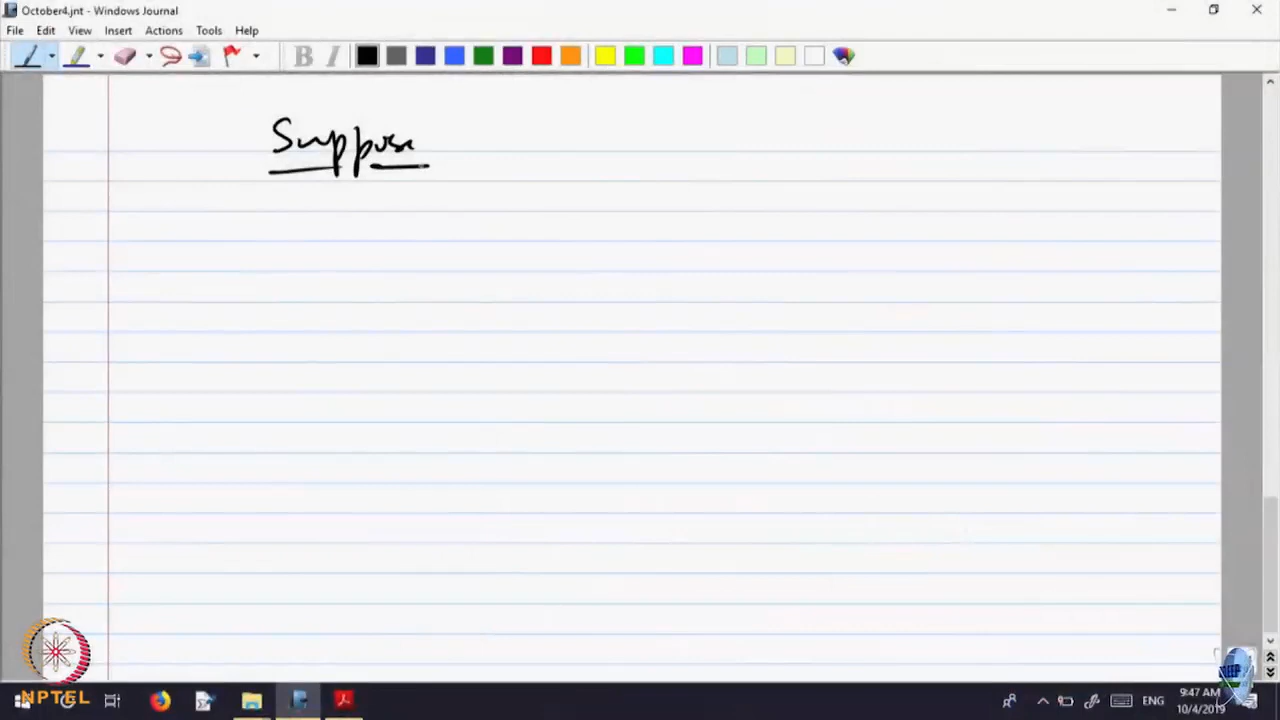 October4.jnt - Windows Journal
File Edit View Insert Actions Tools Help
B I
Suppose
NPTEL
ENG
9:47 AM
10/4/2019